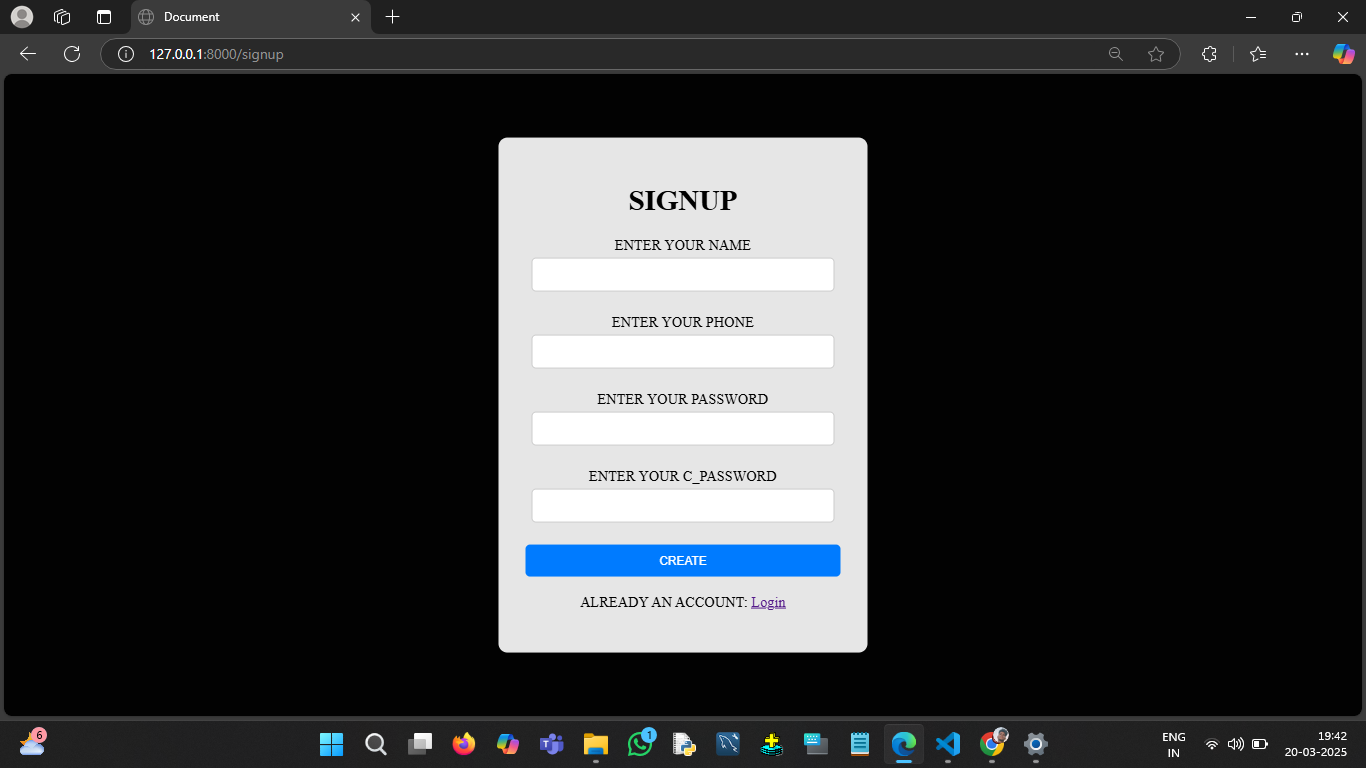 Document
127.0.0.1:8000/signup
SIGNUP
ENTER YOUR NAME
ENTER YOUR PHONE
ENTER YOUR PASSWORD
ENTER YOUR C_PASSWORD
CREATE
ALREADY AN ACCOUNT: Login
6
1
ENG
IN
19:42
20-03-2025